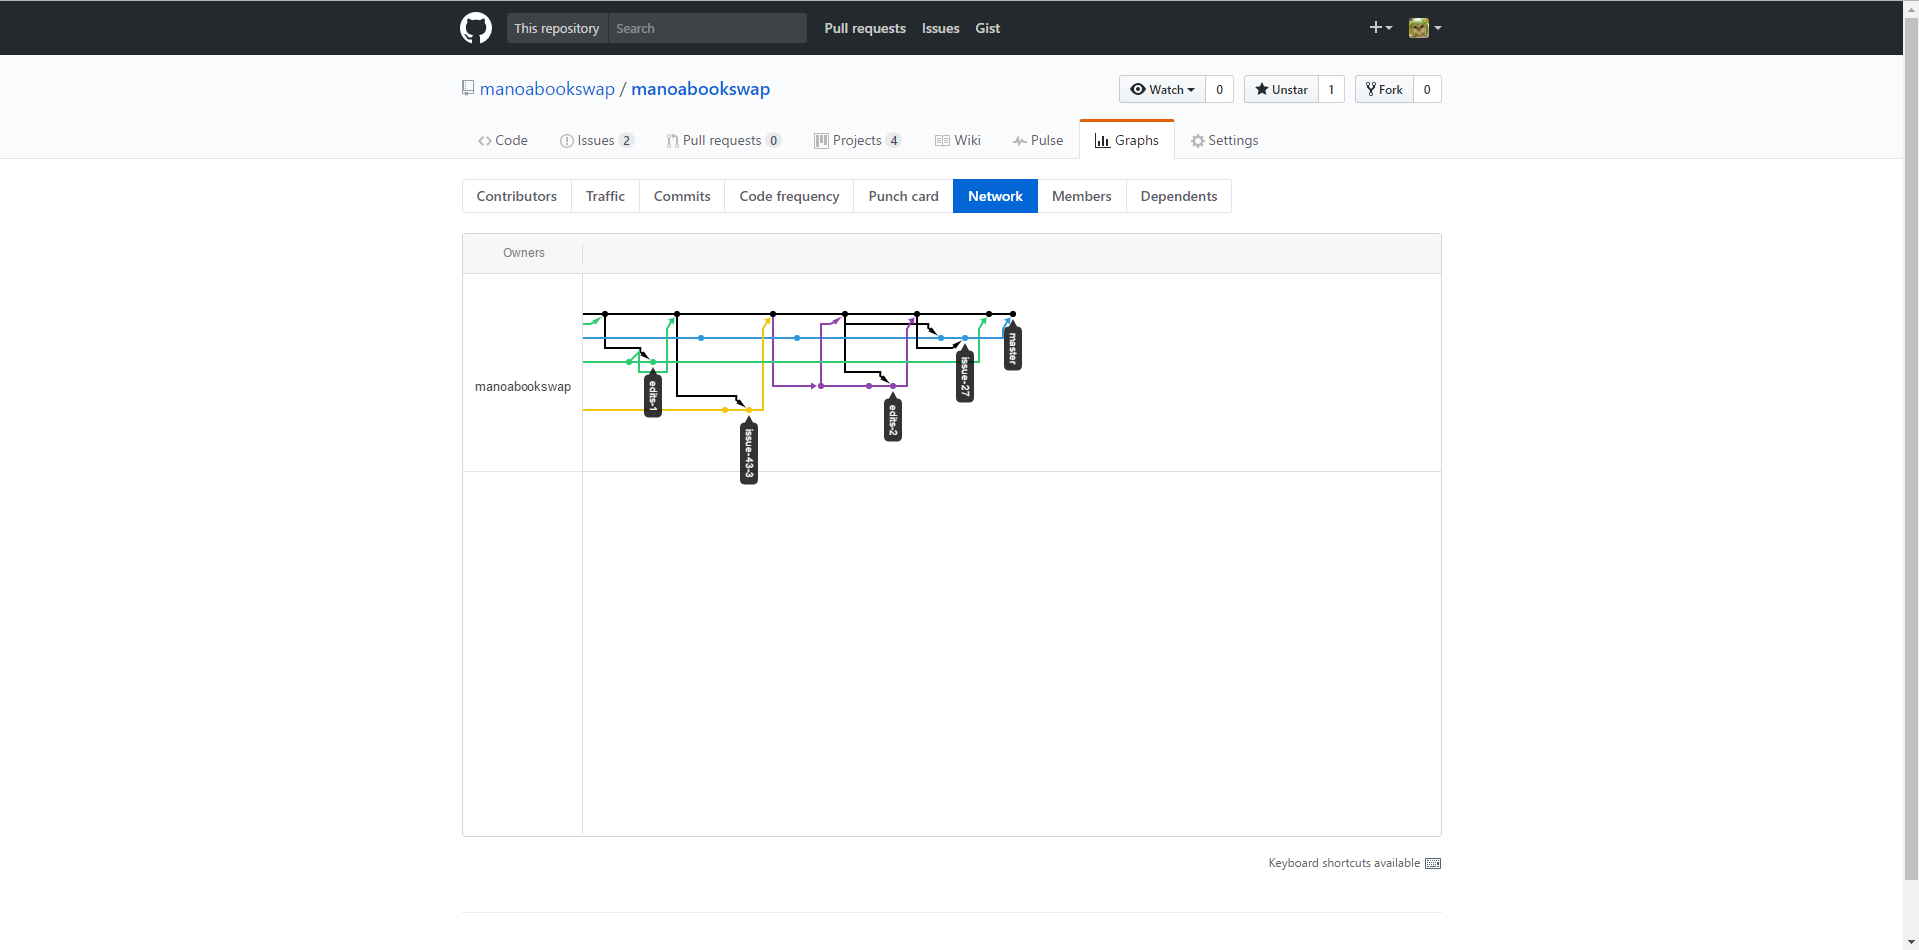 This repository Search Pull requests Issues Gist
manoabookswap / manoabookswap Watch 0 Unstar 1 Fork 0
Code Issues 2 Pull requests 0 Projects 4 Wiki Pulse Graphs Settings
Contributors Traffic Commits Code frequency Punch card Network Members Dependents
Owners
manoabookswap
master
issue-27
edits-1
edits-2
issue-43-3
Keyboard shortcuts available